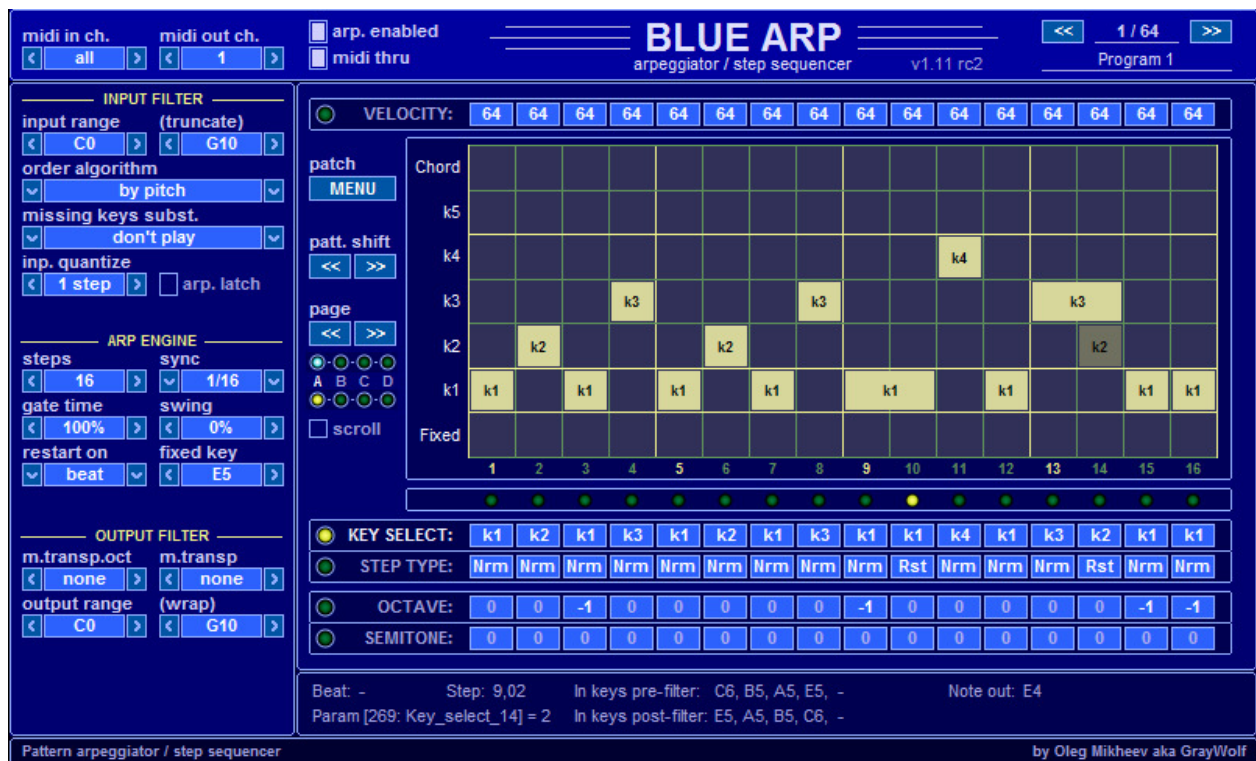 midi in ch. midi out ch.
< all > < 1 >
arp. enabled
midi thru
BLUE ARP
arpeggiator / step sequencer v1.11 rc2
<< 1 / 64 >>
Program 1
INPUT FILTER
input range (truncate)
< C0 > < G10 >
order algorithm
by pitch
missing keys subst.
don't play
inp. quantize
< 1 step > arp. latch
ARP ENGINE
steps sync
< 16 > 1/16
gate time swing
< 100% > < 0% >
restart on fixed key
beat < E5 >
OUTPUT FILTER
m.transp.oct m.transp
< none > < none >
output range (wrap)
< C0 > < G10 >
VELOCITY: 64 64 64 64 64 64 64 64 64 64 64 64 64 64 64 64
patch
MENU
patt. shift
<< >>
page
<< >>
A B C D
scroll
Chord
k5
k4 k4
k3 k3 k3 k3
k2 k2 k2 k2
k1 k1 k1 k1 k1 k1 k1 k1 k1
Fixed
1 2 3 4 5 6 7 8 9 10 11 12 13 14 15 16
KEY SELECT: k1 k2 k1 k3 k1 k2 k1 k3 k1 k1 k4 k1 k3 k2 k1 k1
STEP TYPE: Nrm Nrm Nrm Nrm Nrm Nrm Nrm Nrm Nrm Rst Nrm Nrm Nrm Rst Nrm Nrm
OCTAVE: 0 0 -1 0 0 0 0 0 -1 0 0 0 0 0 -1 -1
SEMITONE: 0 0 0 0 0 0 0 0 0 0 0 0 0 0 0 0
Beat: - Step: 9,02 In keys pre-filter: C6, B5, A5, E5, - Note out: E4
Param [269: Key_select_14] = 2 In keys post-filter: E5, A5, B5, C6, -
Pattern arpeggiator / step sequencer by Oleg Mikheev aka GrayWolf